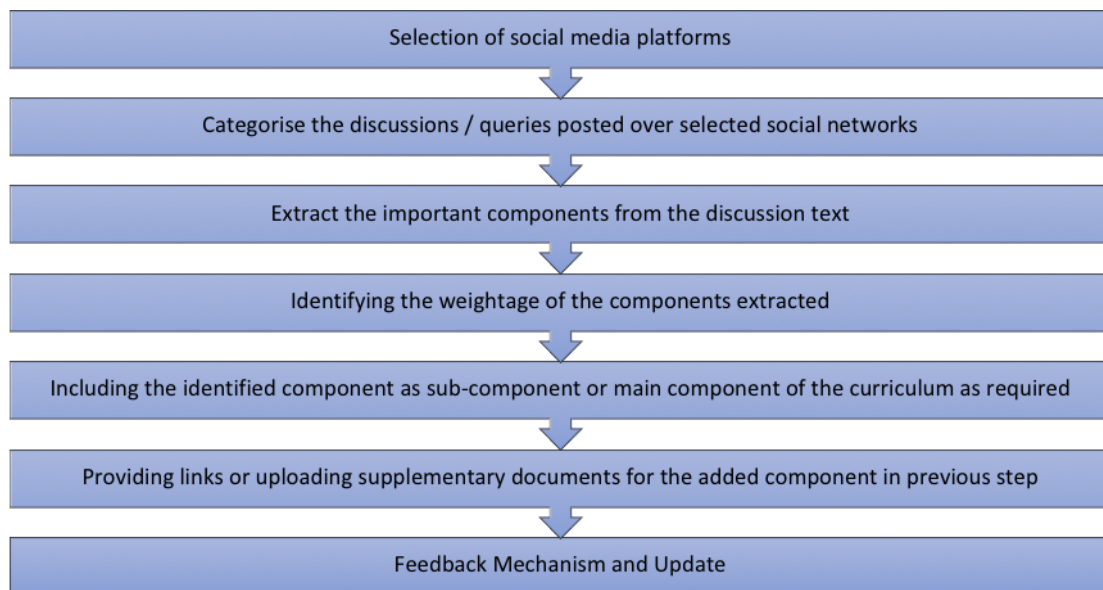 Selection of social media platforms
Categorise the discussions / queries posted over selected social networks
Extract the important components from the discussion text
Identifying the weightage of the components extracted
Including the identified component as sub-component or main component of the curriculum as required
Providing links or uploading supplementary documents for the added component in previous step
Feedback Mechanism and Update